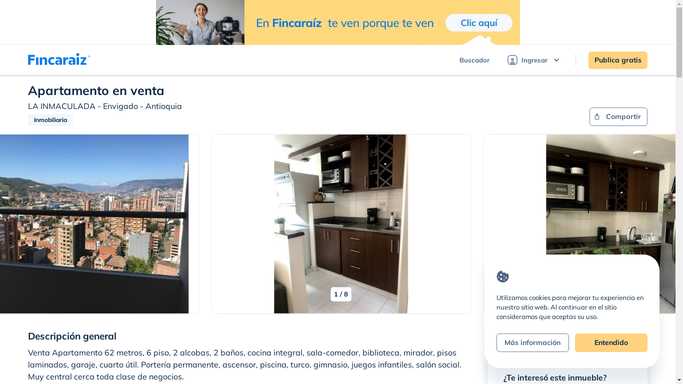 En Fincaraíz te ven porque te ven
Clic aquí
Fincaraíz
Buscador
Ingresar
Publica gratis
Apartamento en venta
LA INMACULADA - Envigado - Antioquia
Inmobiliaria
Compartir
1 / 8
Utilizamos cookies para mejorar tu experiencia en
nuestro sitio web. Al continuar en el sitio
consideramos que aceptas su uso.
Más información
Entendido
Descripción general
Venta Apartamento 62 metros, 6 piso, 2 alcobas, 2 baños, cocina integral, sala-comedor, biblioteca, mirador, pisos
laminados, garaje, cuarto útil. Portería permanente, ascensor, piscina, turco, gimnasio, juegos infantiles, salón social.
Muy central cerca toda clase de negocios.
¿Te interesó este inmueble?